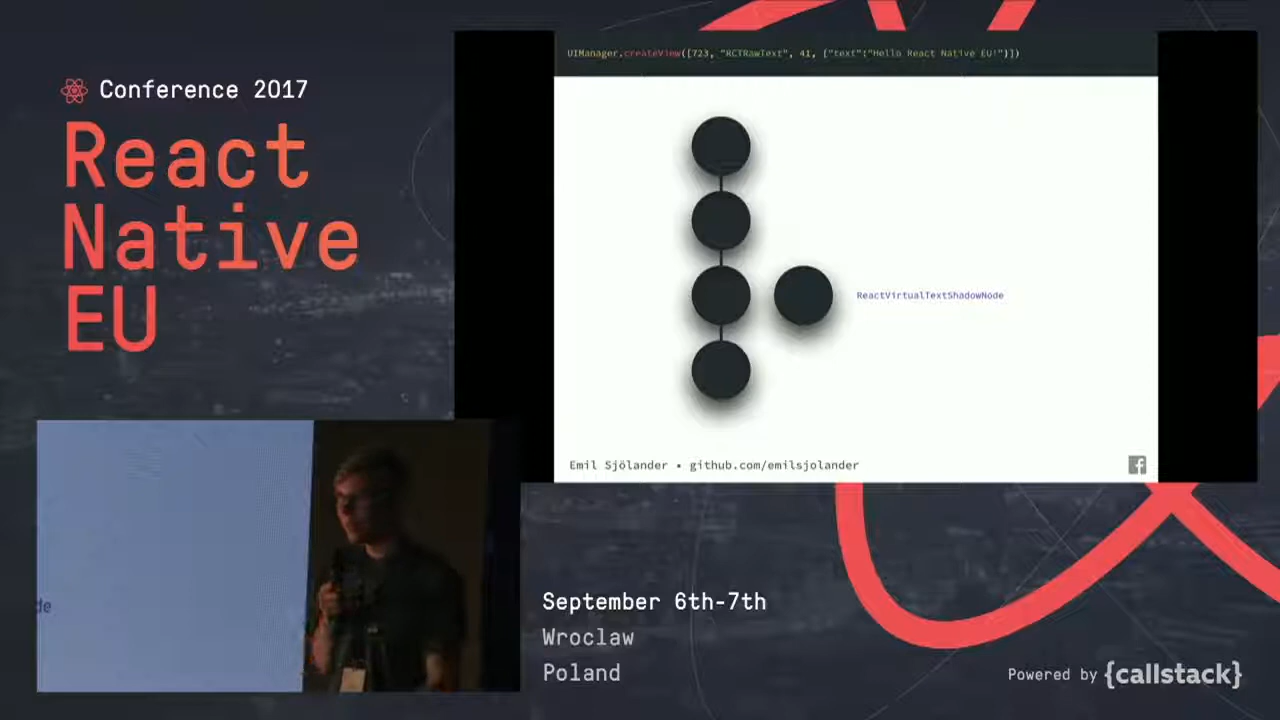 Conference 2017
React
Native
EU
UIManager.createView([723, "RCTRawText", 41, {"text":"Hello React Native EU!"}])
ReactVirtualTextShadowNode
Emil Sjölander • github.com/emilsjolander
de
September 6th-7th
Wroclaw
Poland
Powered by {callstack}